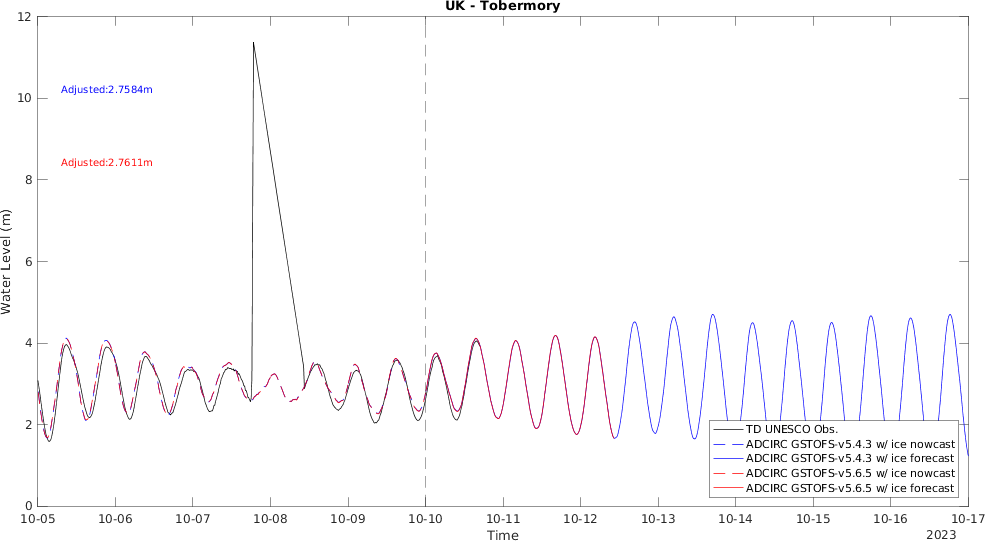 UK - Tobermory
12
10
8
6
4
2
0
Water Level (m)
Adjusted:2.7584m
Adjusted:2.7611m
TD UNESCO Obs.
ADCIRC GSTOFS-v5.4.3 w/ ice nowcast
ADCIRC GSTOFS-v5.4.3 w/ ice forecast
ADCIRC GSTOFS-v5.6.5 w/ ice nowcast
ADCIRC GSTOFS-v5.6.5 w/ ice forecast
10-05 10-06 10-07 10-08 10-09 10-10 10-11 10-12 10-13 10-14 10-15 10-16 10-17
Time
2023